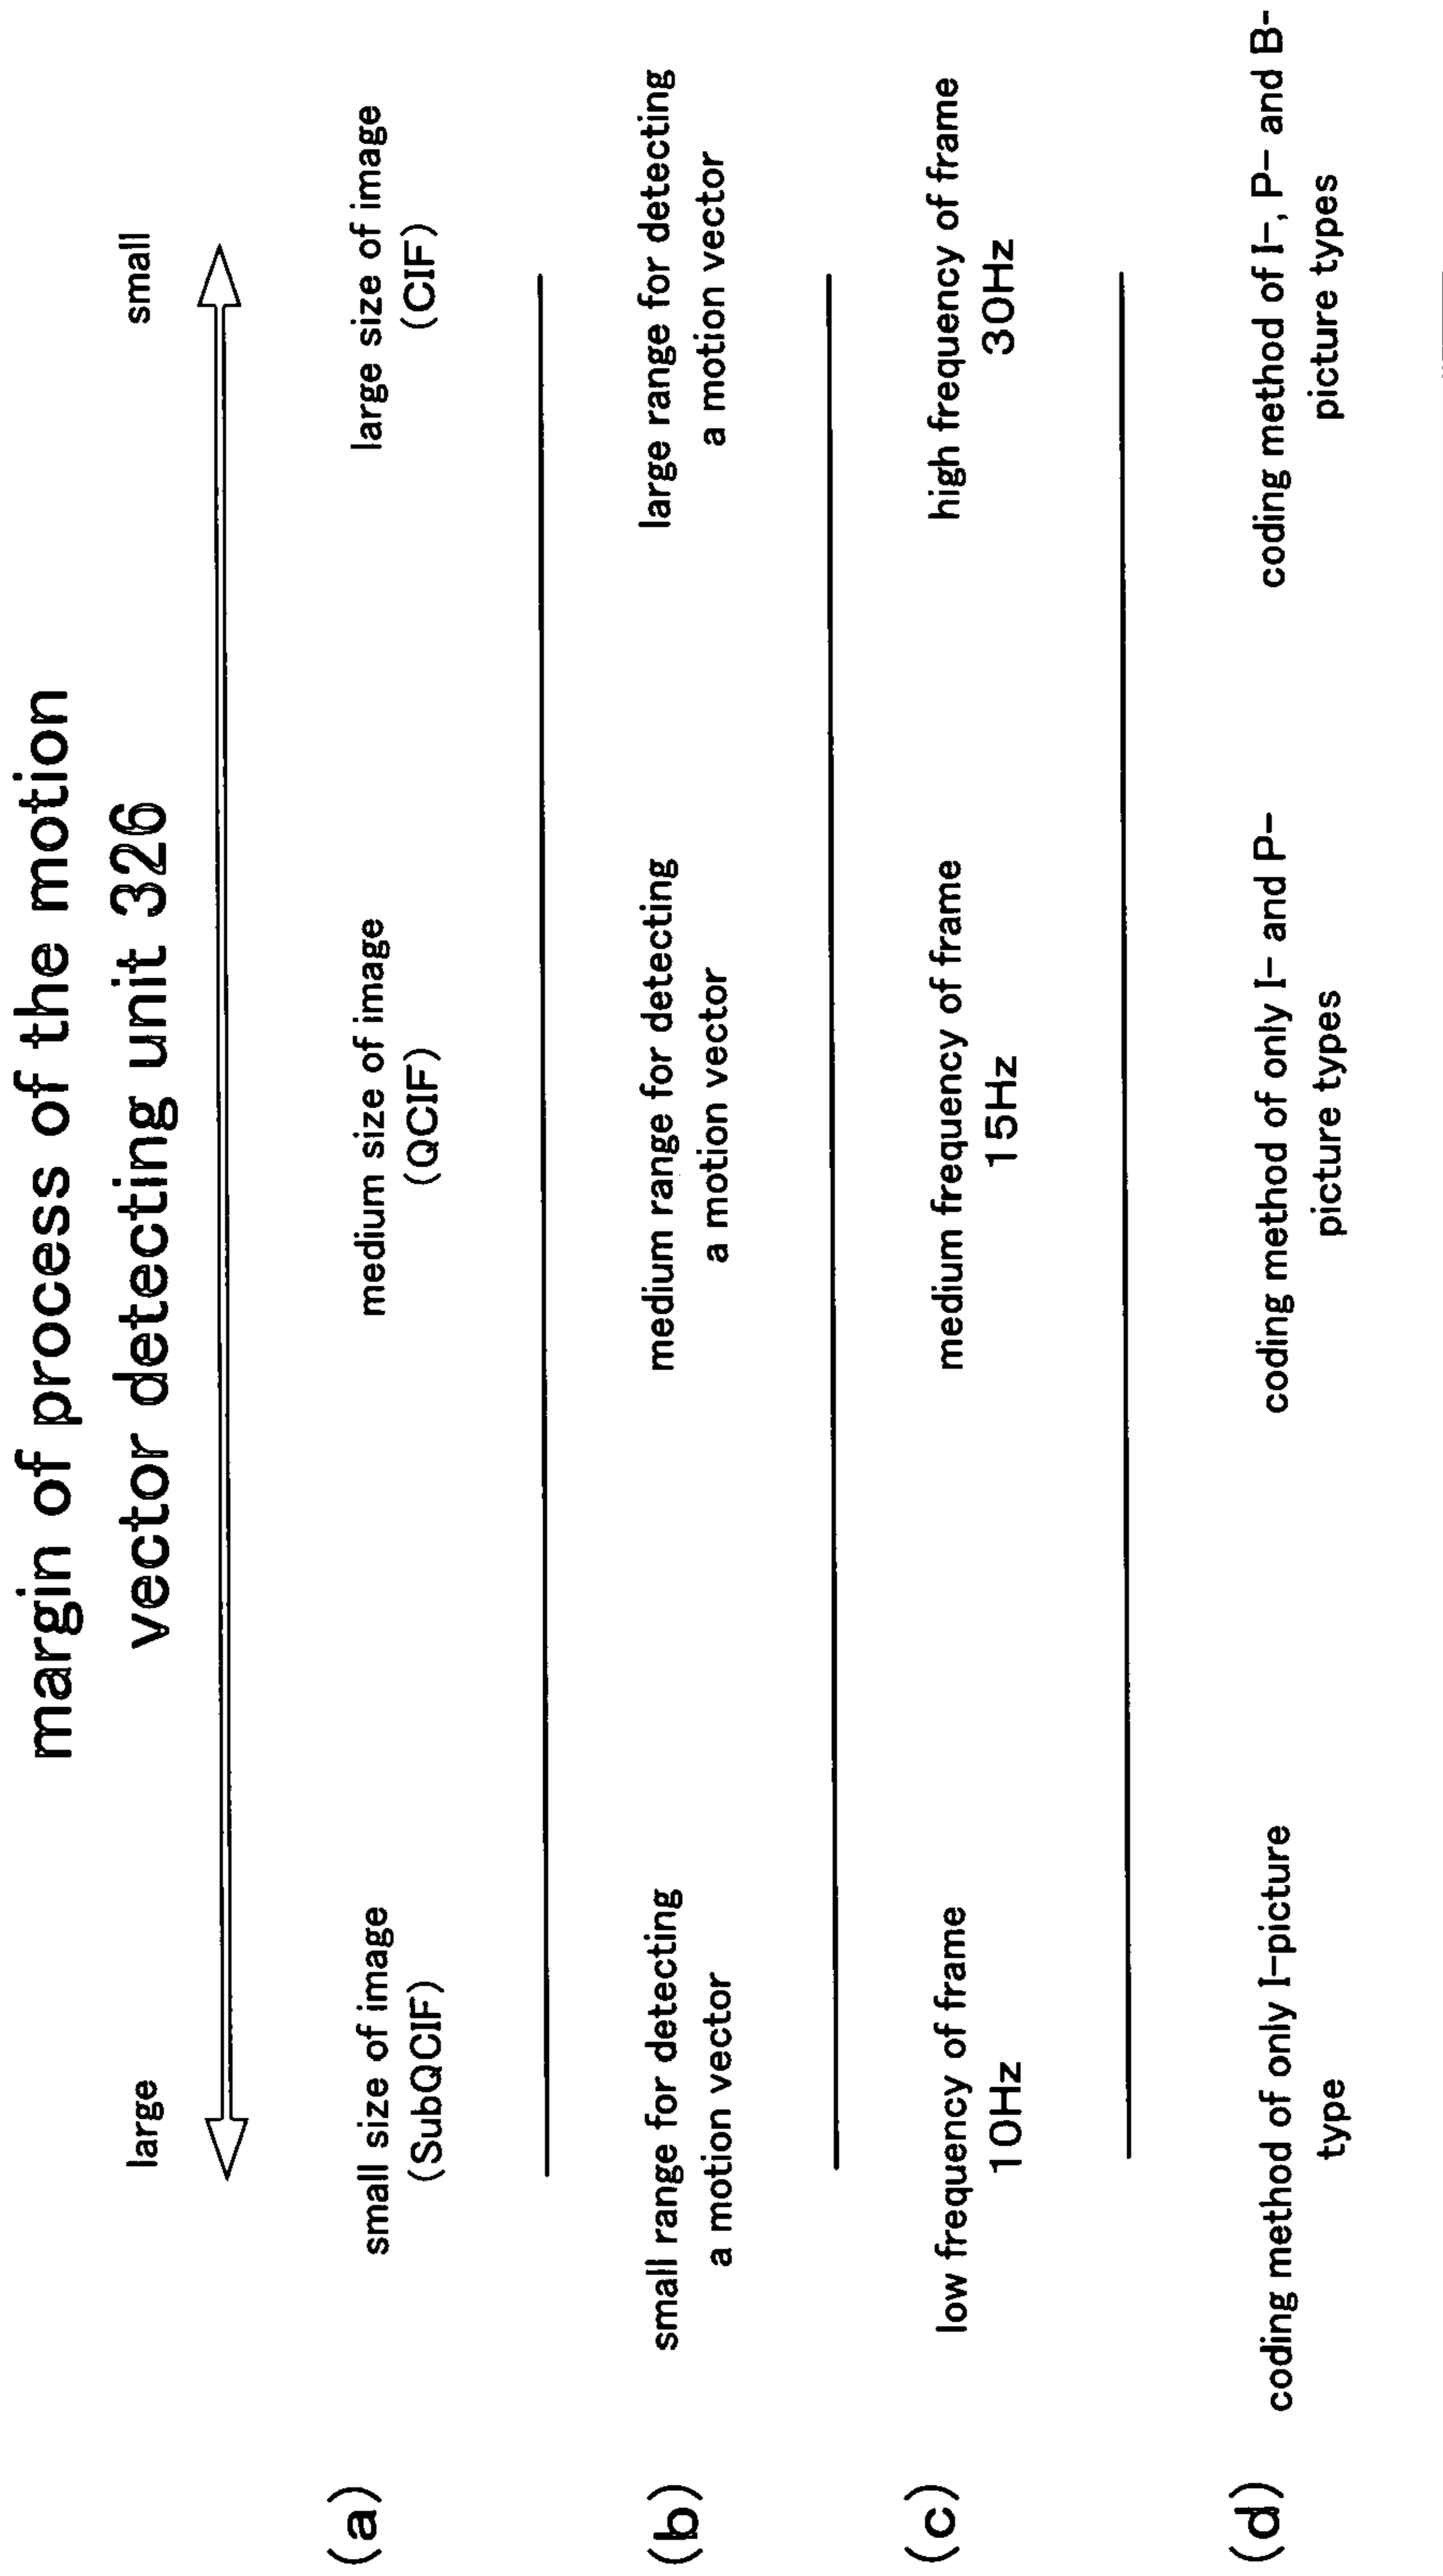 margin of process of the motion
vector detecting unit 326
large
small
(a)
small size of image
(SubQCIF)
medium size of image
(QCIF)
large size of image
(CIF)
(b)
small range for detecting
a motion vector
medium range for detecting
a motion vector
large range for detecting
a motion vector
(c)
low frequency of frame
10Hz
medium frequency of frame
15Hz
high frequency of frame
30Hz
(d)
coding method of only I-picture
type
coding method of only I- and P-
picture types
coding method of I-, P- and B-
picture types